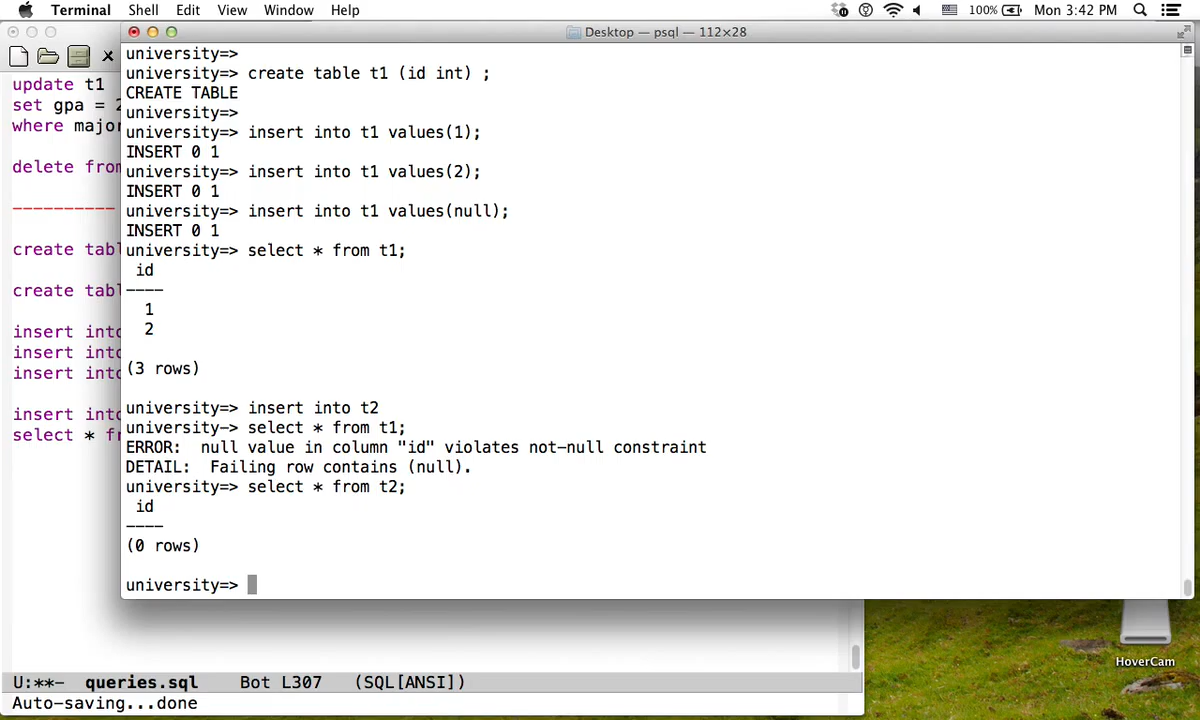 Terminal Shell Edit View Window Help 100% Mon 3:42 PM
Desktop — psql — 112×28
university=>
university=> create table t1 (id int) ;
CREATE TABLE
university=>
university=> insert into t1 values(1);
INSERT 0 1
university=> insert into t1 values(2);
INSERT 0 1
university=> insert into t1 values(null);
INSERT 0 1
university=> select * from t1;
id
----
1
2
(3 rows)
university=> insert into t2
university-> select * from t1;
ERROR:  null value in column "id" violates not-null constraint
DETAIL:  Failing row contains (null).
university=> select * from t2;
id
----
(0 rows)
university=>
update t1
set gpa = 2
where major
delete from
----------
create tabl
create tabl
insert into
insert into
insert into
insert into
select * fr
U:**-  queries.sql    Bot L307   (SQL[ANSI])
Auto-saving...done
HoverCam